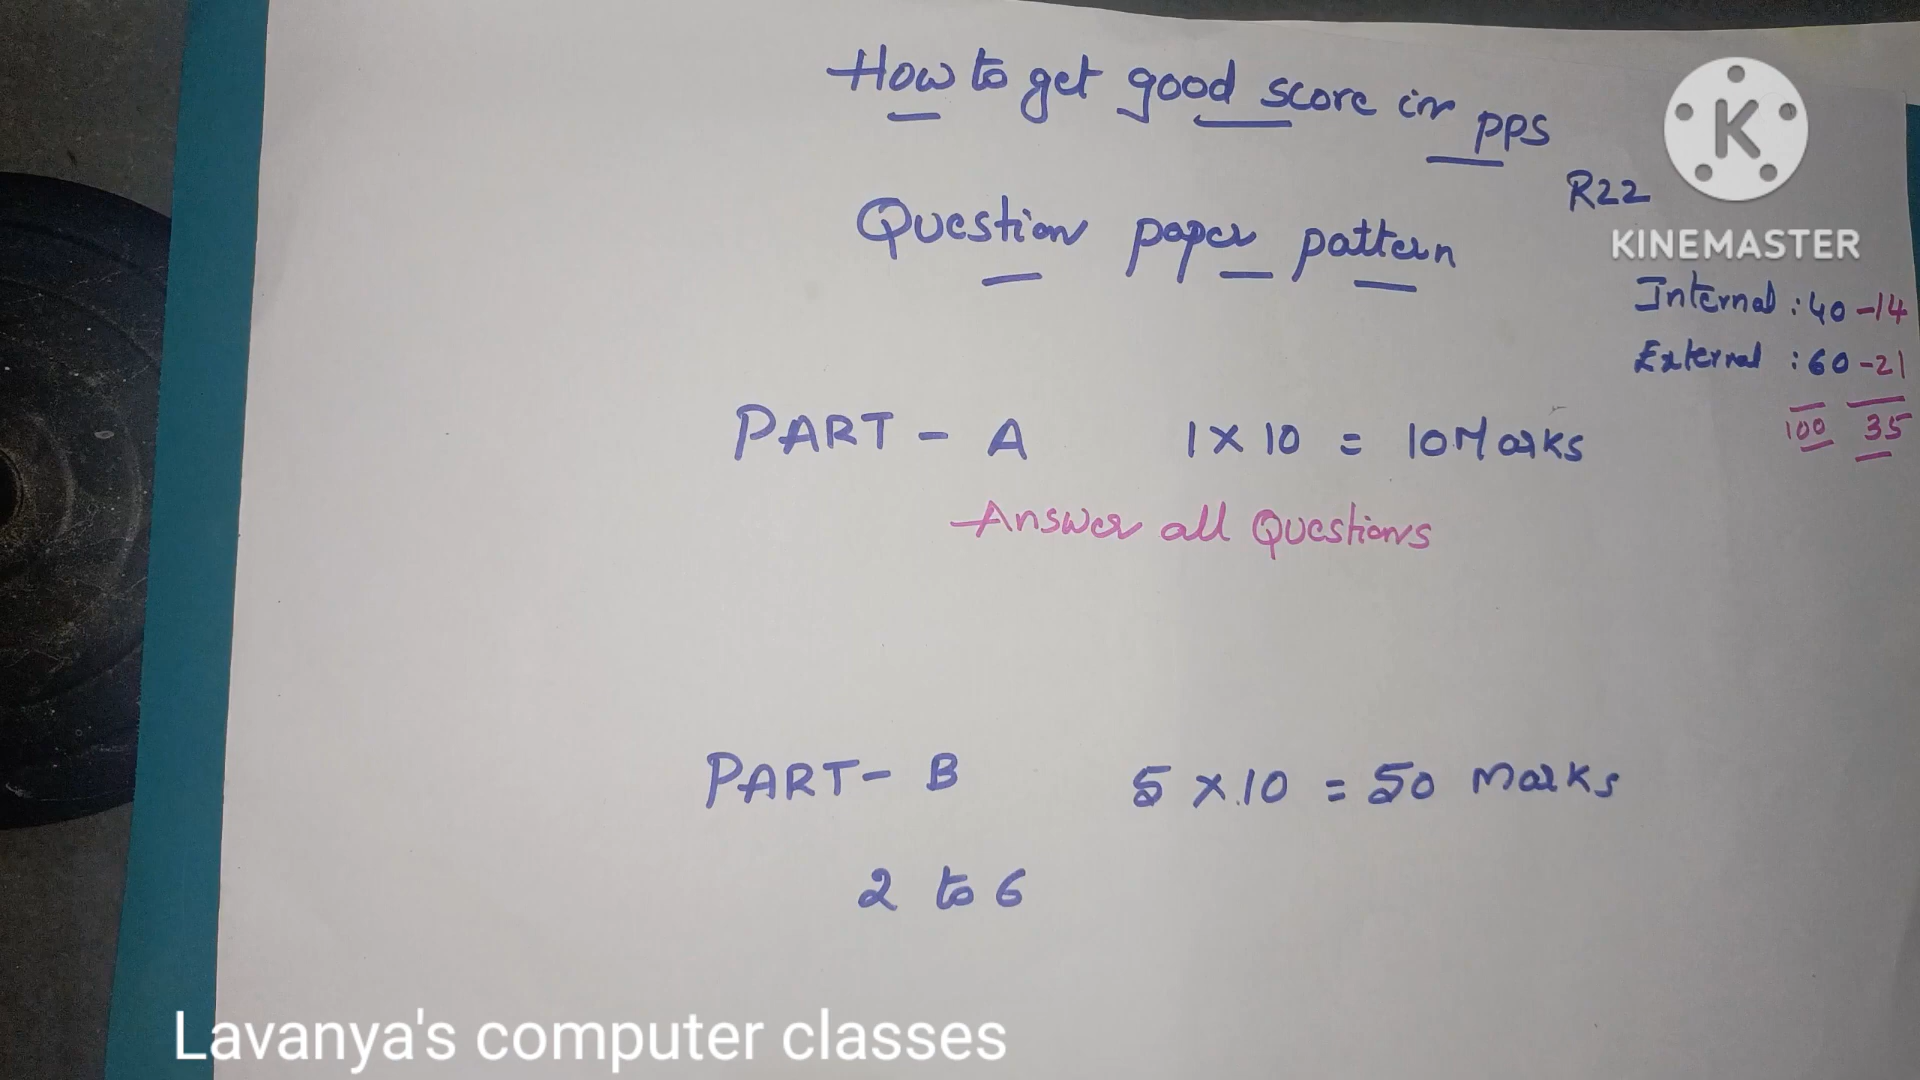 How to get good score in PPS
R22
K
KINEMASTER
Question paper pattern
Internal : 40 -14
External : 60 -21
100 35
PART - A 1 X 10 = 10 Marks
Answer all Questions
PART - B 5 X 10 = 50 Marks
2 to 6
Lavanya's computer classes